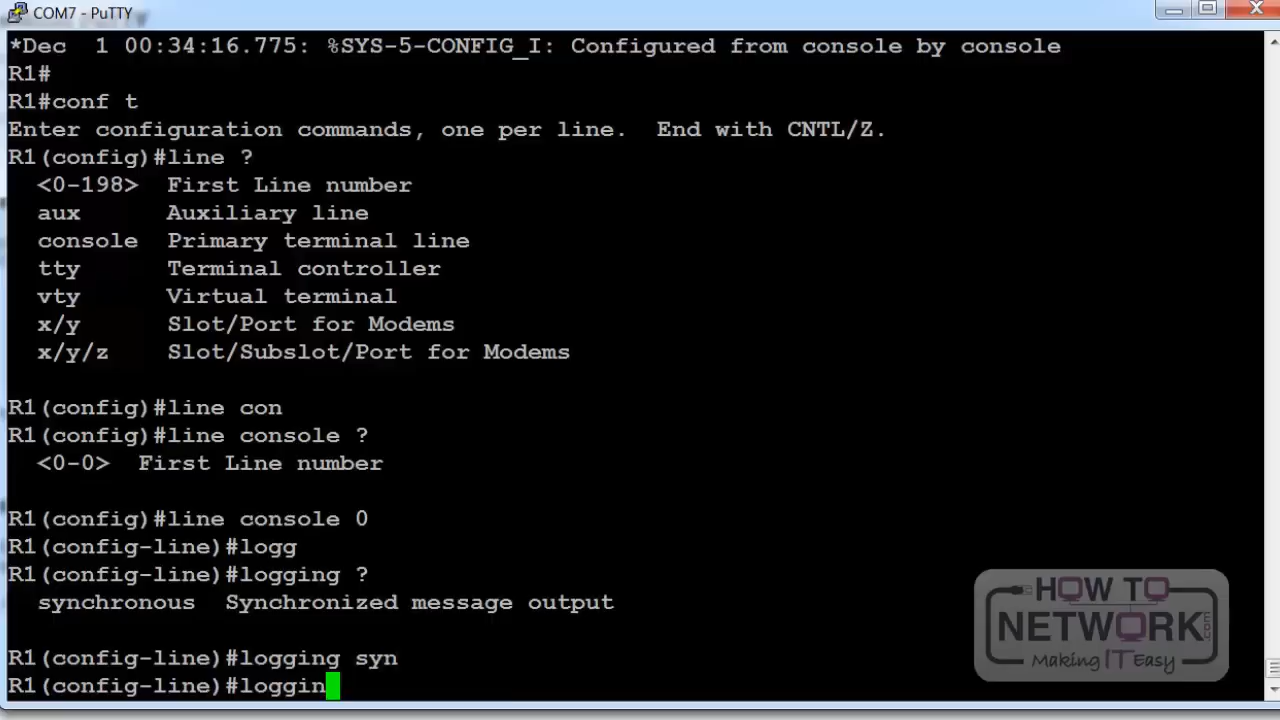 COM7 - PuTTY
*Dec  1 00:34:16.775: %SYS-5-CONFIG_I: Configured from console by console
R1#
R1#conf t
Enter configuration commands, one per line.  End with CNTL/Z.
R1(config)#line ?
  <0-198>  First Line number
  aux      Auxiliary line
  console  Primary terminal line
  tty      Terminal controller
  vty      Virtual terminal
  x/y      Slot/Port for Modems
  x/y/z    Slot/Subslot/Port for Modems
R1(config)#line con
R1(config)#line console ?
  <0-0>  First Line number
R1(config)#line console 0
R1(config-line)#logg
R1(config-line)#logging ?
  synchronous  Synchronized message output
R1(config-line)#logging syn
R1(config-line)#loggin
HOW TO
NETWORK.com
Making IT Easy